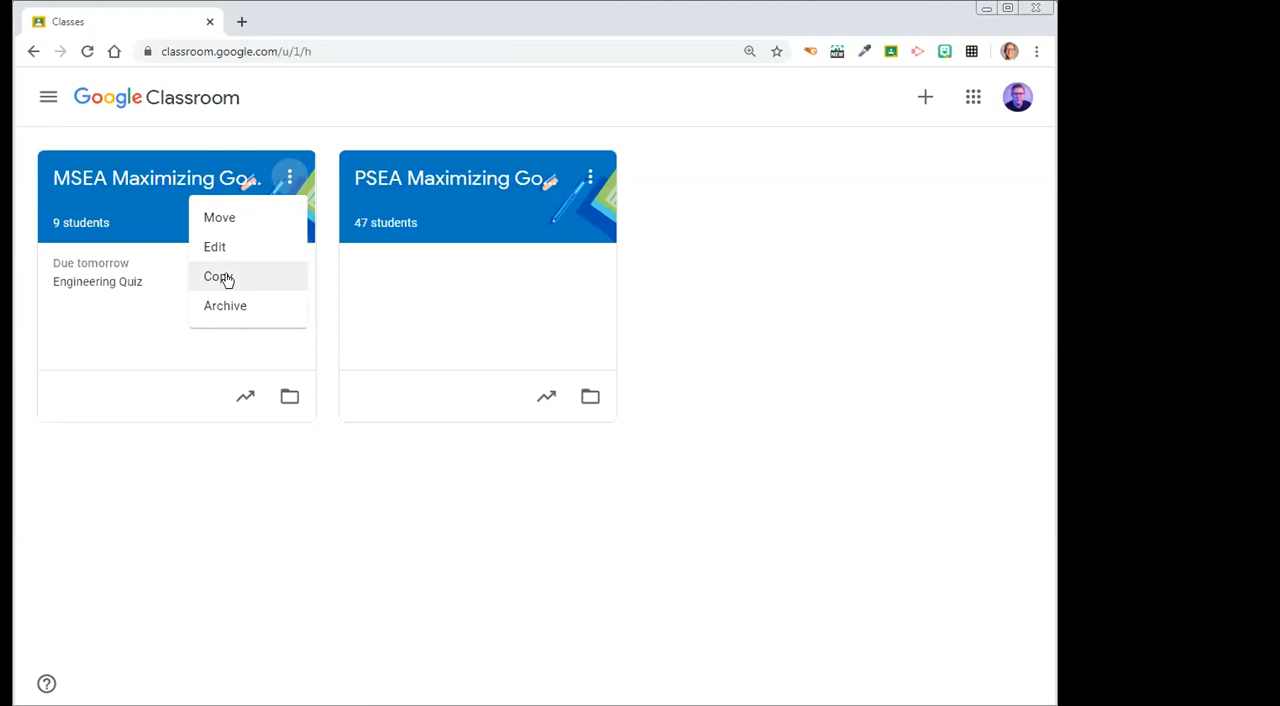 Classes
classroom.google.com/u/1/h
Google Classroom
MSEA Maximizing Go...
9 students
Due tomorrow
Engineering Quiz
Move
Edit
Copy
Archive
PSEA Maximizing Go...
47 students